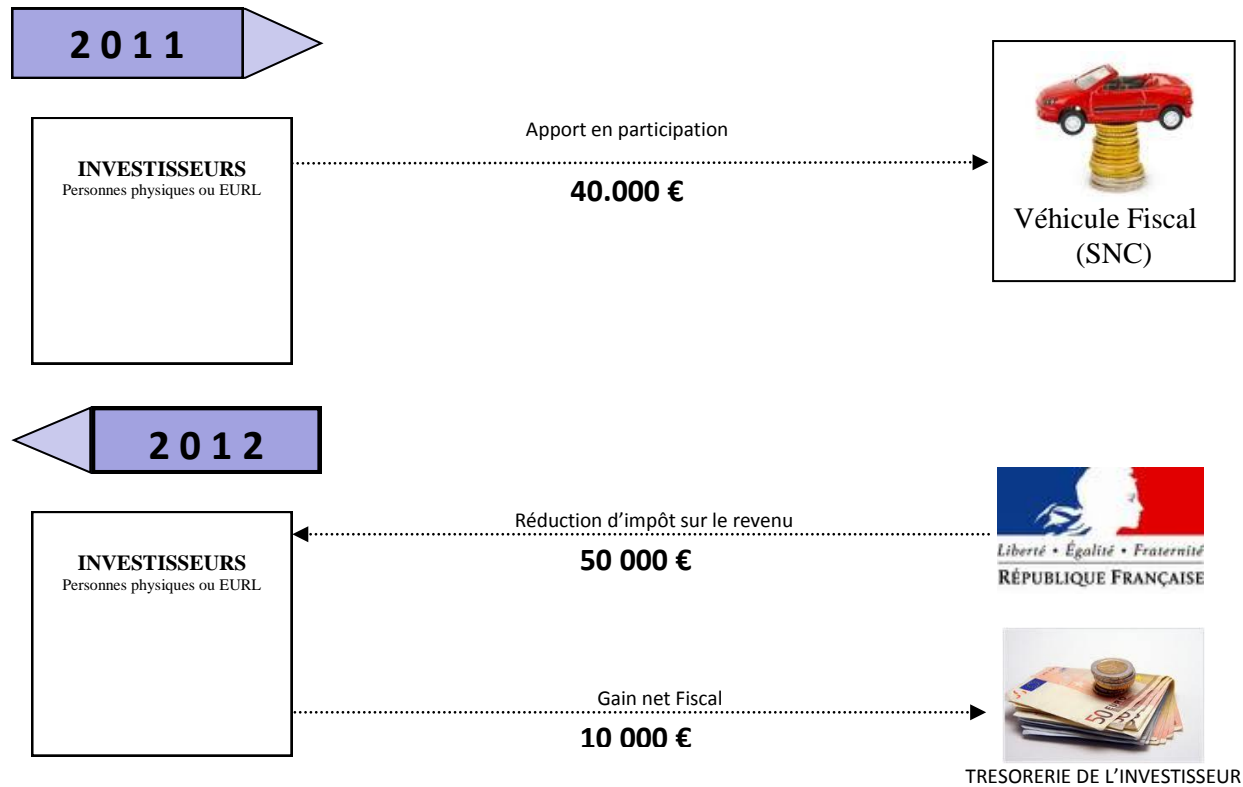 2 0 1 1
INVESTISSEURS
Personnes physiques ou EURL
Apport en participation
40.000 €
Véhicule Fiscal
(SNC)
2 0 1 2
INVESTISSEURS
Personnes physiques ou EURL
Réduction d’impôt sur le revenu
50 000 €
Liberté • Égalité • Fraternité
RÉPUBLIQUE FRANÇAISE
Gain net Fiscal
10 000 €
50 EURO
TRESORERIE DE L’INVESTISSEUR